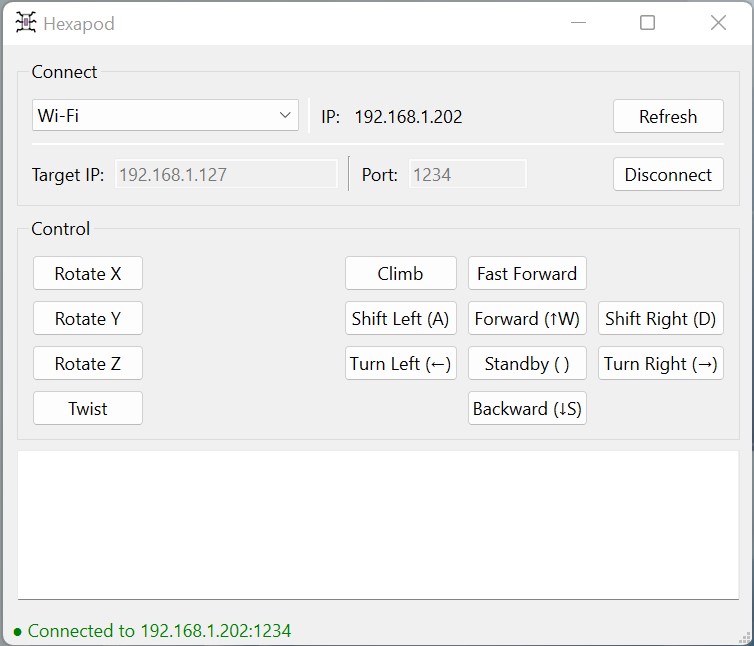 Hexapod
Connect
Wi-Fi IP: 192.168.1.202 Refresh
Target IP: 192.168.1.127 Port: 1234 Disconnect
Control
Rotate X Climb Fast Forward
Rotate Y Shift Left (A) Forward (↑W) Shift Right (D)
Rotate Z Turn Left (←) Standby ( ) Turn Right (→)
Twist Backward (↓S)
● Connected to 192.168.1.202:1234